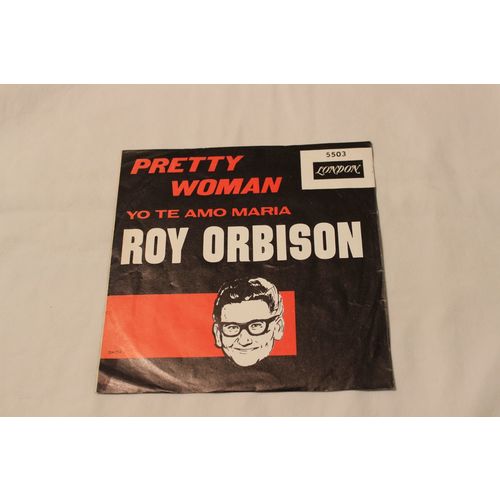 PRETTY
WOMAN
5503
LONDON
YO TE AMO MARIA
ROY ORBISON